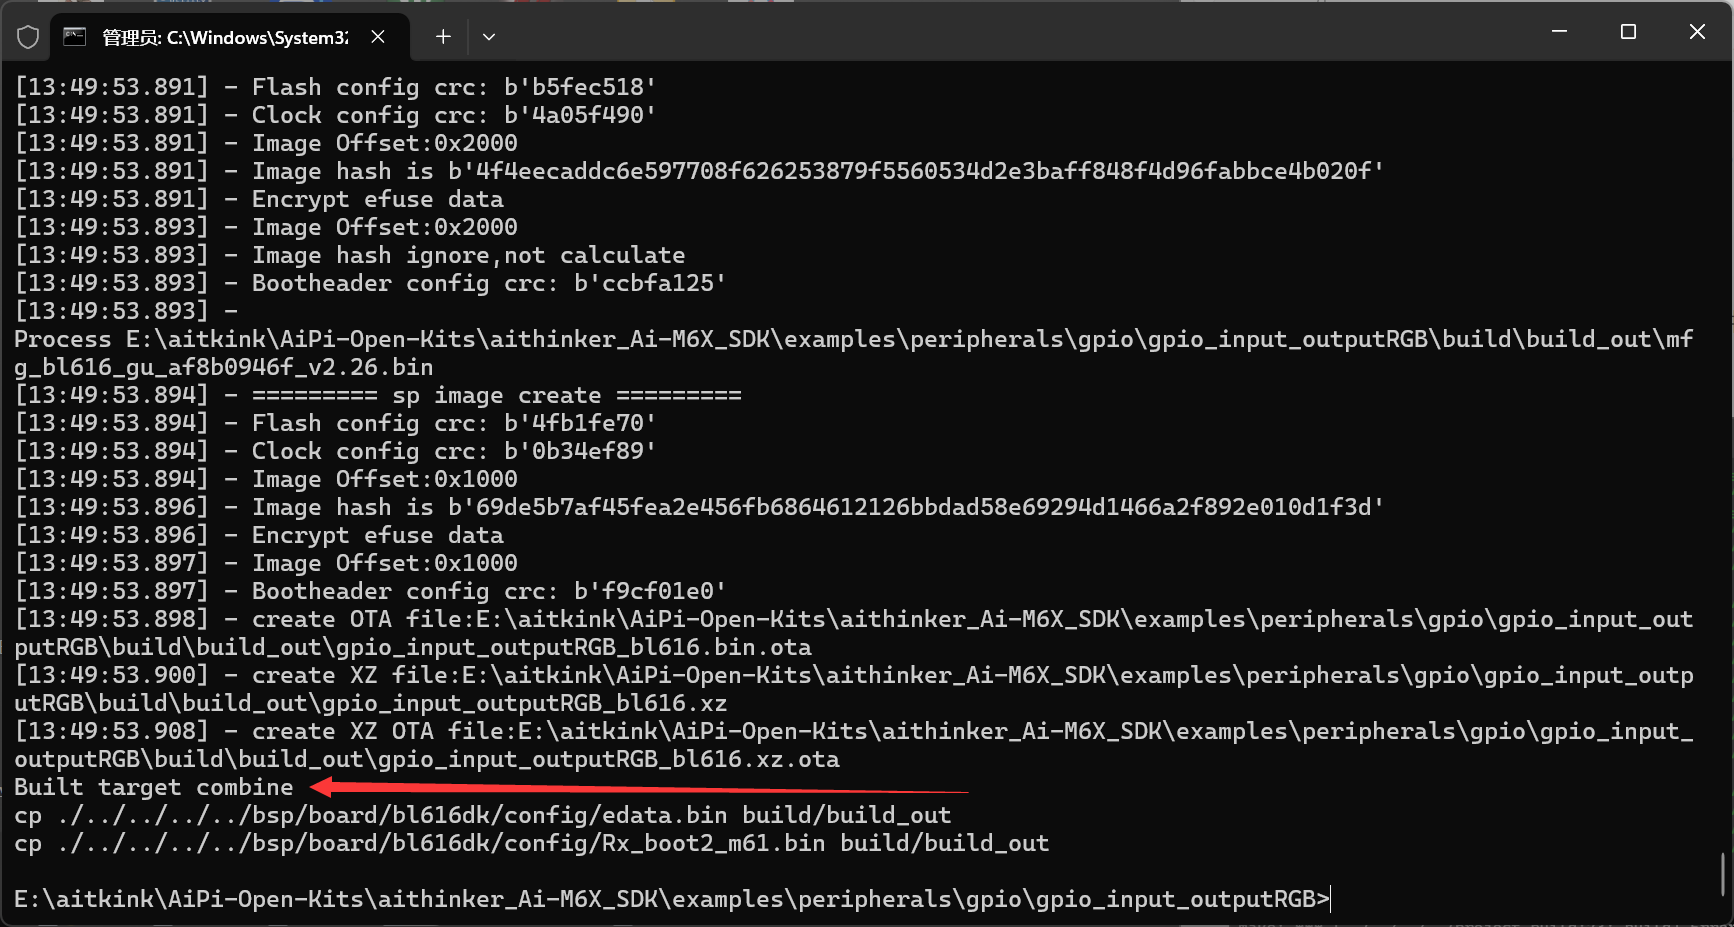 管理员: C:\Windows\System32
[13:49:53.891] - Flash config crc: b'b5fec518'
[13:49:53.891] - Clock config crc: b'4a05f490'
[13:49:53.891] - Image Offset:0x2000
[13:49:53.891] - Image hash is b'4f4eecaddc6e597708f626253879f5560534d2e3baff848f4d96fabbce4b020f'
[13:49:53.891] - Encrypt efuse data
[13:49:53.893] - Image Offset:0x2000
[13:49:53.893] - Image hash ignore,not calculate
[13:49:53.893] - Bootheader config crc: b'ccbfa125'
[13:49:53.893] -
Process E:\aitkink\AiPi-Open-Kits\aithinker_Ai-M6X_SDK\examples\peripherals\gpio\gpio_input_outputRGB\build\build_out\mf
g_bl616_gu_af8b0946f_v2.26.bin
[13:49:53.894] - ========= sp image create =========
[13:49:53.894] - Flash config crc: b'4fb1fe70'
[13:49:53.894] - Clock config crc: b'0b34ef89'
[13:49:53.894] - Image Offset:0x1000
[13:49:53.896] - Image hash is b'69de5b7af45fea2e456fb6864612126bbdad58e69294d1466a2f892e010d1f3d'
[13:49:53.896] - Encrypt efuse data
[13:49:53.897] - Image Offset:0x1000
[13:49:53.897] - Bootheader config crc: b'f9cf01e0'
[13:49:53.898] - create OTA file:E:\aitkink\AiPi-Open-Kits\aithinker_Ai-M6X_SDK\examples\peripherals\gpio\gpio_input_out
putRGB\build\build_out\gpio_input_outputRGB_bl616.bin.ota
[13:49:53.900] - create XZ file:E:\aitkink\AiPi-Open-Kits\aithinker_Ai-M6X_SDK\examples\peripherals\gpio\gpio_input_outp
utRGB\build\build_out\gpio_input_outputRGB_bl616.xz
[13:49:53.908] - create XZ OTA file:E:\aitkink\AiPi-Open-Kits\aithinker_Ai-M6X_SDK\examples\peripherals\gpio\gpio_input_
outputRGB\build\build_out\gpio_input_outputRGB_bl616.xz.ota
Built target combine
cp ./../../../../bsp/board/bl616dk/config/edata.bin build/build_out
cp ./../../../../bsp/board/bl616dk/config/Rx_boot2_m61.bin build/build_out
E:\aitkink\AiPi-Open-Kits\aithinker_Ai-M6X_SDK\examples\peripherals\gpio\gpio_input_outputRGB>